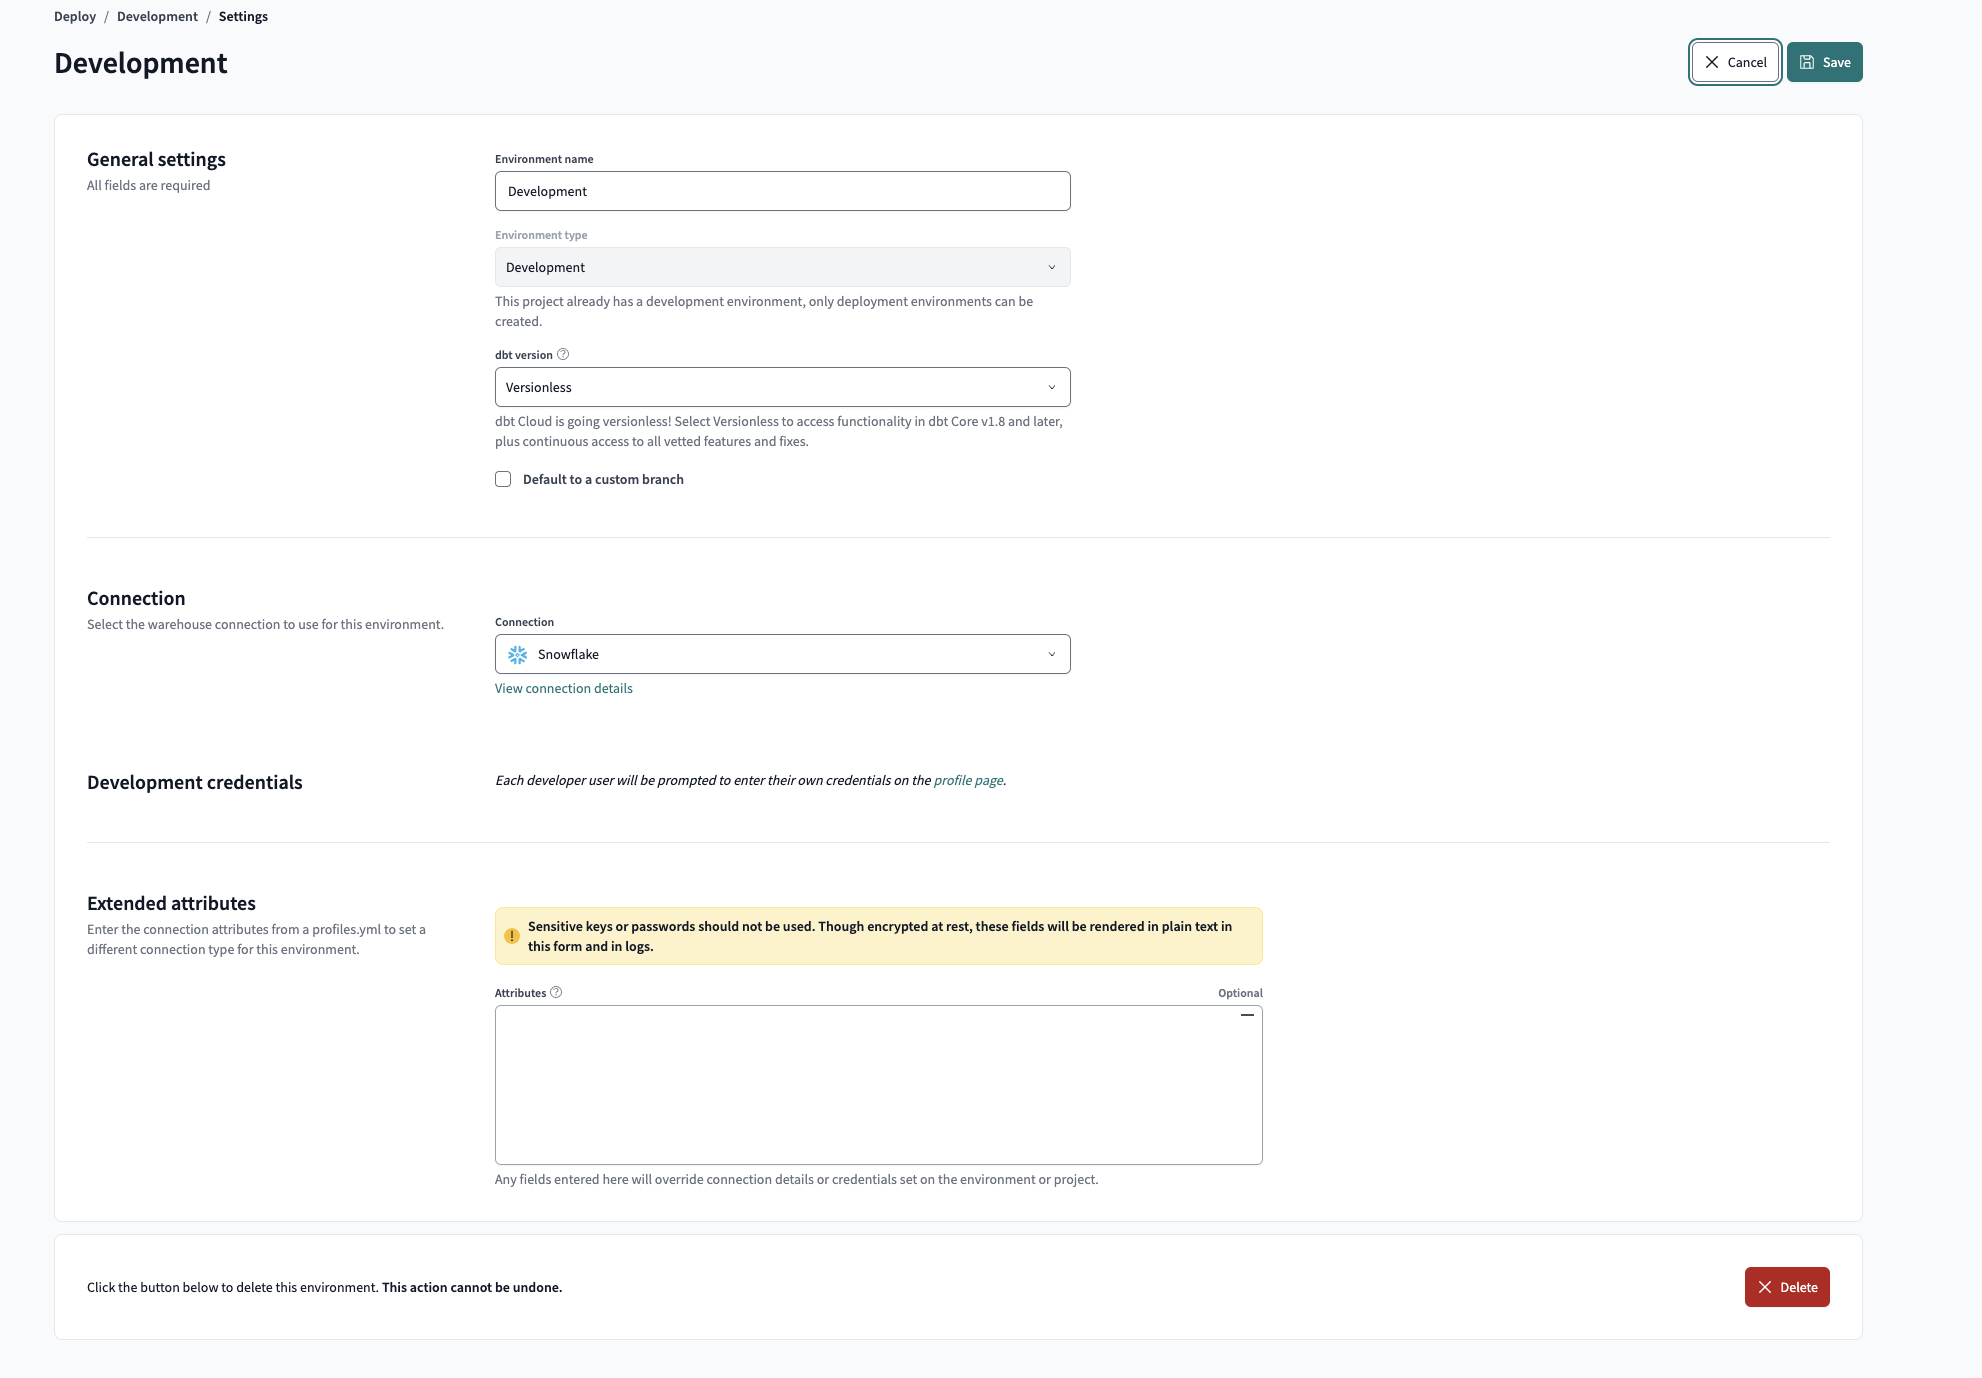 Deploy / Development / Settings
Development
Cancel
Save
General settings
All fields are required
Environment name
Development
Environment type
Development
This project already has a development environment, only deployment environments can be
created.
dbt version
Versionless
dbt Cloud is going versionless! Select Versionless to access functionality in dbt Core v1.8 and later,
plus continuous access to all vetted features and fixes.
Default to a custom branch
Connection
Select the warehouse connection to use for this environment.
Connection
Snowflake
View connection details
Development credentials
Each developer user will be prompted to enter their own credentials on the profile page.
Extended attributes
Enter the connection attributes from a profiles.yml to set a
different connection type for this environment.
Sensitive keys or passwords should not be used. Though encrypted at rest, these fields will be rendered in plain text in
this form and in logs.
Attributes
Optional
Any fields entered here will override connection details or credentials set on the environment or project.
Click the button below to delete this environment. This action cannot be undone.
Delete